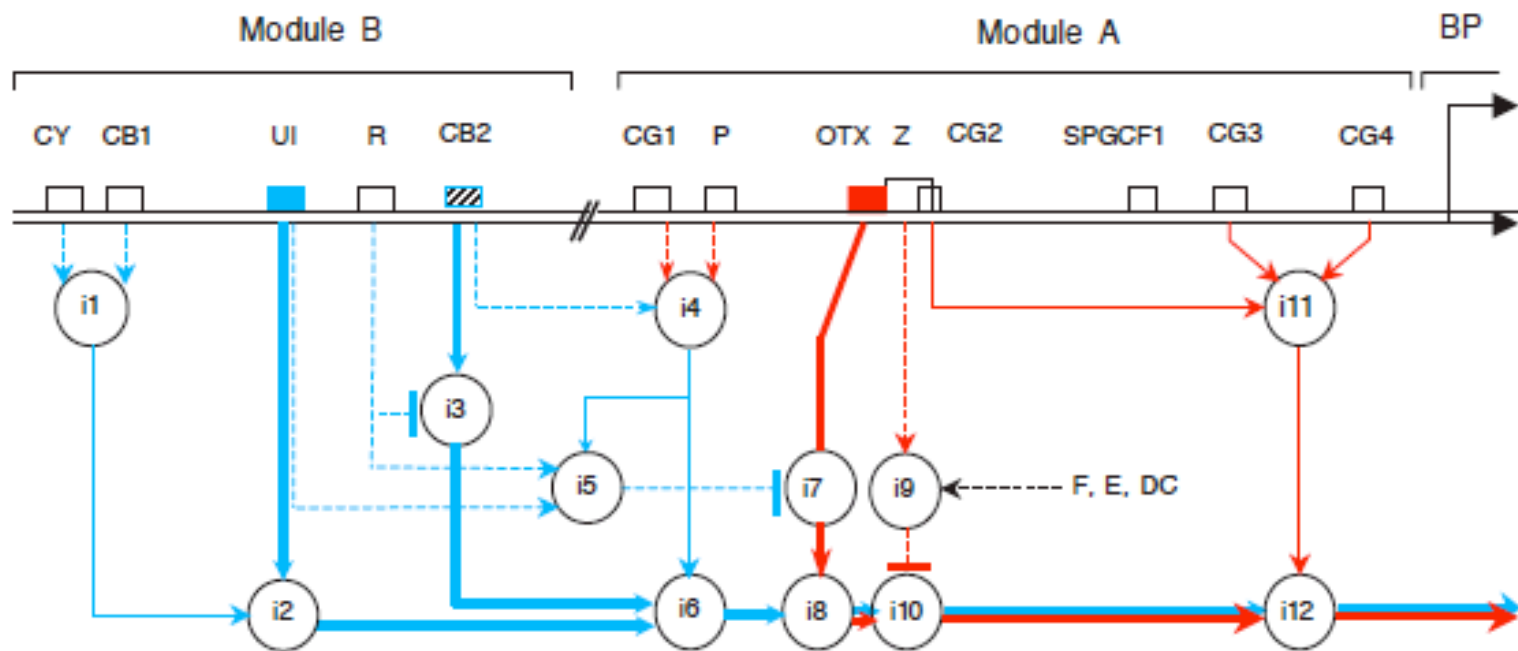 Module B Module A BP
CY CB1 UI R CB2 CG1 P OTX Z CG2 SPGCF1 CG3 CG4
i1 i4 i11
i3
i5 i7 i9 F, E, DC
i2 i6 i8 i10 i12